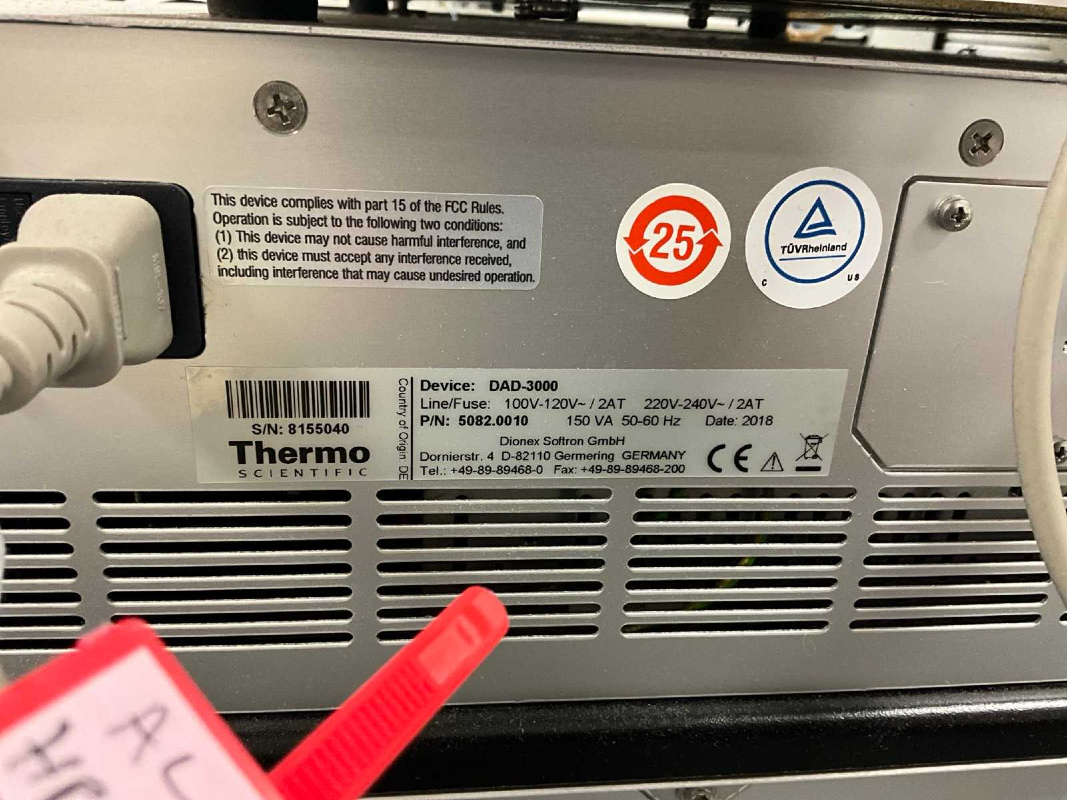 This device complies with part 15 of the FCC Rules.
Operation is subject to the following two conditions:
(1) This device may not cause harmful interference, and
(2) this device must accept any interference received,
including interference that may cause undesired operation.
25
TÜVRheinland
C US
S/N: 8155040
Thermo
SCIENTIFIC
Country of Origin DE
Device: DAD-3000
Line/Fuse: 100V-120V~ / 2AT 220V-240V~ / 2AT
P/N: 5082.0010 150 VA 50-60 Hz Date: 2018
Dionex Softron GmbH
Dornierstr. 4 D-82110 Germering GERMANY
Tel.: +49-89-89468-0 Fax: +49-89-89468-200
CE
AL